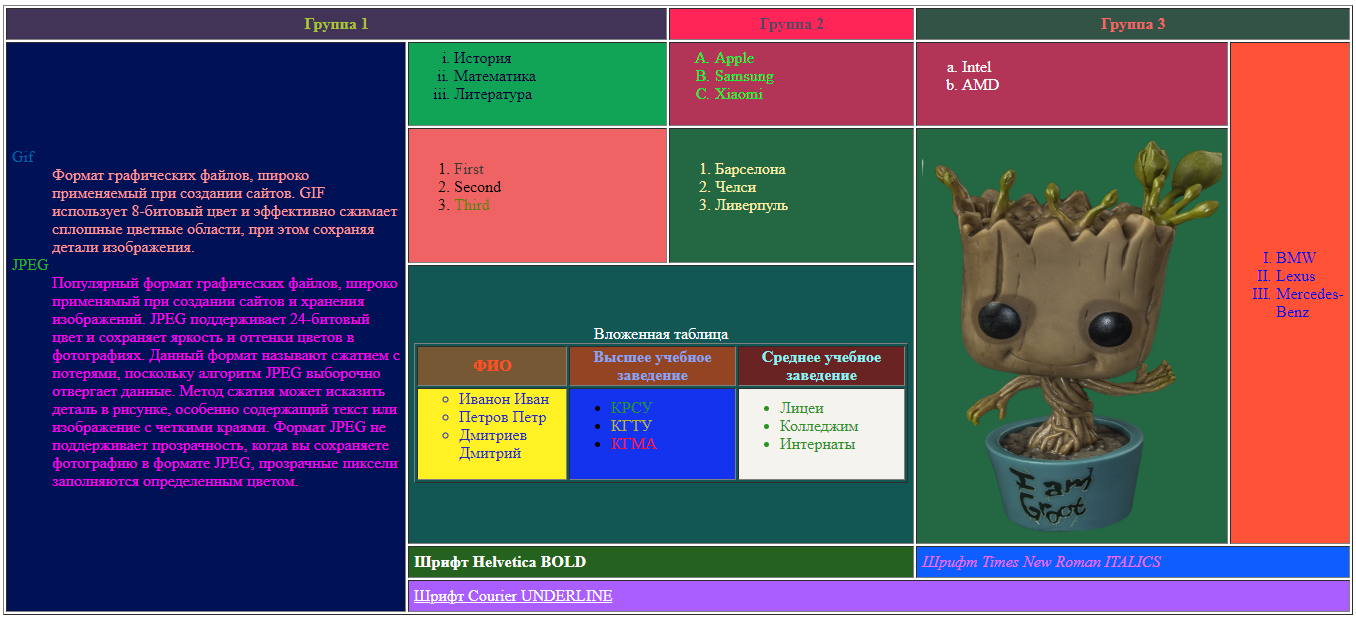 Группа 1
Группа 2
Группа 3
Gif
Формат графических файлов, широко
применяемый при создании сайтов. GIF
использует 8-битовый цвет и эффективно сжимает
сплошные цветные области, при этом сохраняя
детали изображения.
JPEG
Популярный формат графических файлов, широко
применямый при создании сайтов и хранения
изображений. JPEG поддерживает 24-битовый
цвет и сохраняет яркость и оттенки цветов в
фотографиях. Данный формат называют сжатием с
потерями, поскольку алгоритм JPEG выборочно
отвергает данные. Метод сжатия может исказить
деталь в рисунке, особенно содержащий текст или
изображение с четкими краями. Формат JPEG не
поддерживает прозрачность, когда вы сохраняете
фотографию в формате JPEG, прозрачные пиксели
заполняются определенным цветом.
i. История
ii. Математика
iii. Литература
A. Apple
B. Samsung
C. Xiaomi
a. Intel
b. AMD
I. BMW
II. Lexus
III. Mercedes-
Benz
1. First
2. Second
3. Third
1. Барселона
2. Челси
3. Ливерпуль
I am
Groot
Вложенная таблица
ФИО
Высшее учебное
заведение
Среднее учебное
заведение
Иванон Иван
Петров Петр
Дмитриев
Дмитрий
КРСУ
КГТУ
КГМА
Лицеи
Колледжим
Интернаты
Шрифт Helvetica BOLD
Шрифт Times New Roman ITALICS
Шрифт Courier UNDERLINE